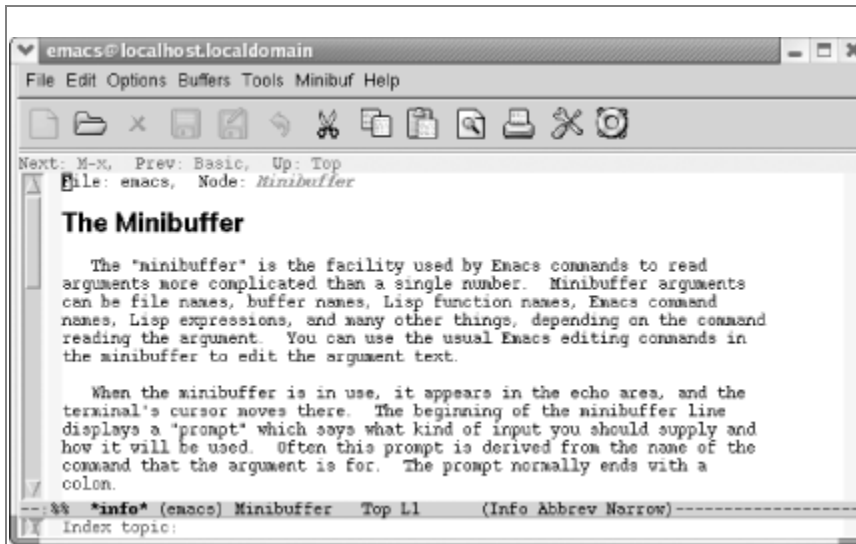 emacs@localhost.localdomain
File Edit Options Buffers Tools Minibuf Help
Next: M-x, Prev: Basic, Up: Top
File: emacs, Node: Minibuffer
The Minibuffer
The "minibuffer" is the facility used by Emacs commands to read
arguments more complicated than a single number. Minibuffer arguments
can be file names, buffer names, Lisp function names, Emacs command
names, Lisp expressions, and many other things, depending on the command
reading the argument. You can use the usual Emacs editing commands in
the minibuffer to edit the argument text.
When the minibuffer is in use, it appears in the echo area, and the
terminal's cursor moves there. The beginning of the minibuffer line
displays a "prompt" which says what kind of input you should supply and
how it will be used. Often this prompt is derived from the name of the
command that the argument is for. The prompt normally ends with a
colon.
--:%% *info* (emacs) Minibuffer Top L1 (Info Abbrev Narrow)------------------
Index topic: